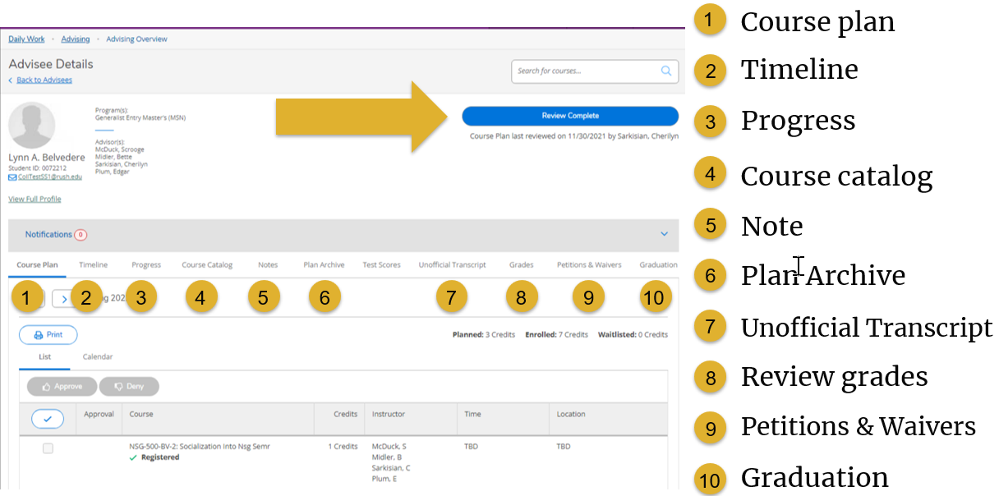 Daily Work · Advising · Advising Overview
Advisee Details
< Back to Advisees
Search for courses...
Program(s):
Generalist Entry Master's (MSN)
Advisor(s):
McDuck, Scrooge
Midler, Bette
Sarkisian, Cherilyn
Plum, Edgar
Lynn A. Belvedere
Student ID: 0072212
CollTestSS1@rush.edu
View Full Profile
Review Complete
Course Plan last reviewed on 11/30/2021 by Sarkisian, Cherilyn
Notifications 0
Course Plan Timeline Progress Course Catalog Notes Plan Archive Test Scores Unofficial Transcript Grades Petitions & Waivers Graduation
1 2 3 4 5 6 7 8 9 10
Print
Planned: 3 Credits Enrolled: 7 Credits Waitlisted: 0 Credits
List Calendar
Approve Deny
Approval Course Credits Instructor Time Location
NSG-500-BV-2: Socialization Into Nsg Semr 1 Credits McDuck, S TBD TBD
Registered Midler, B
Sarkisian, C
Plum, E
1 Course plan
2 Timeline
3 Progress
4 Course catalog
5 Note
6 Plan Archive
7 Unofficial Transcript
8 Review grades
9 Petitions & Waivers
10 Graduation